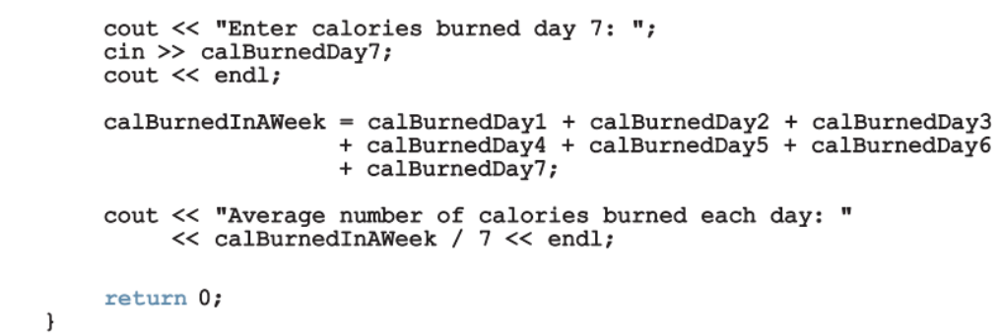 cout << "Enter calories burned day 7: ";
cin >> calBurnedDay7;
cout << endl;
calBurnedInAWeek = calBurnedDay1 + calBurnedDay2 + calBurnedDay3
+ calBurnedDay4 + calBurnedDay5 + calBurnedDay6
+ calBurnedDay7;
cout << "Average number of calories burned each day: "
<< calBurnedInAWeek / 7 << endl;
return 0;
}